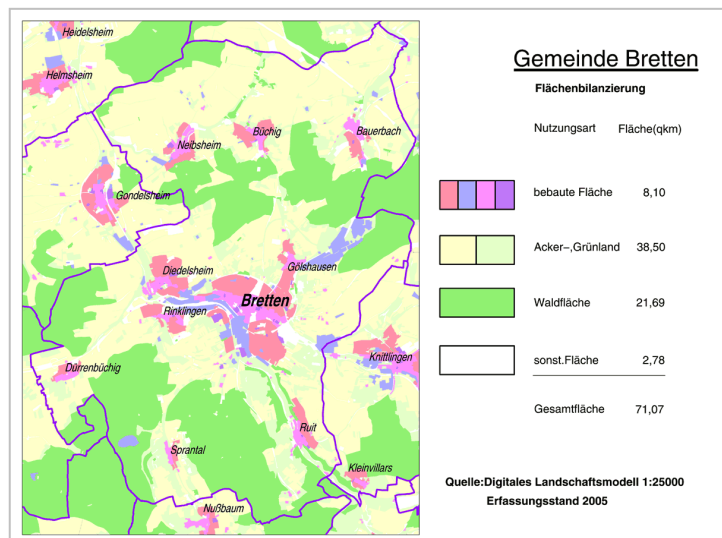 Heidelsheim
Helmsheim
Neibsheim
Büchig
Bauerbach
Gondelsheim
Diedelsheim
Gölshausen
Bretten
Rinklingen
Knittlingen
Dürrenbüchig
Ruit
Sprantal
Kleinvillars
Nußbaum
Gemeinde Bretten
Flächenbilanzierung
Nutzungsart Fläche(qkm)
bebaute Fläche 8,10
Acker–,Grünland 38,50
Waldfläche 21,69
sonst.Fläche 2,78
Gesamtfläche 71,07
Quelle:Digitales Landschaftsmodell 1:25000
Erfassungsstand 2005